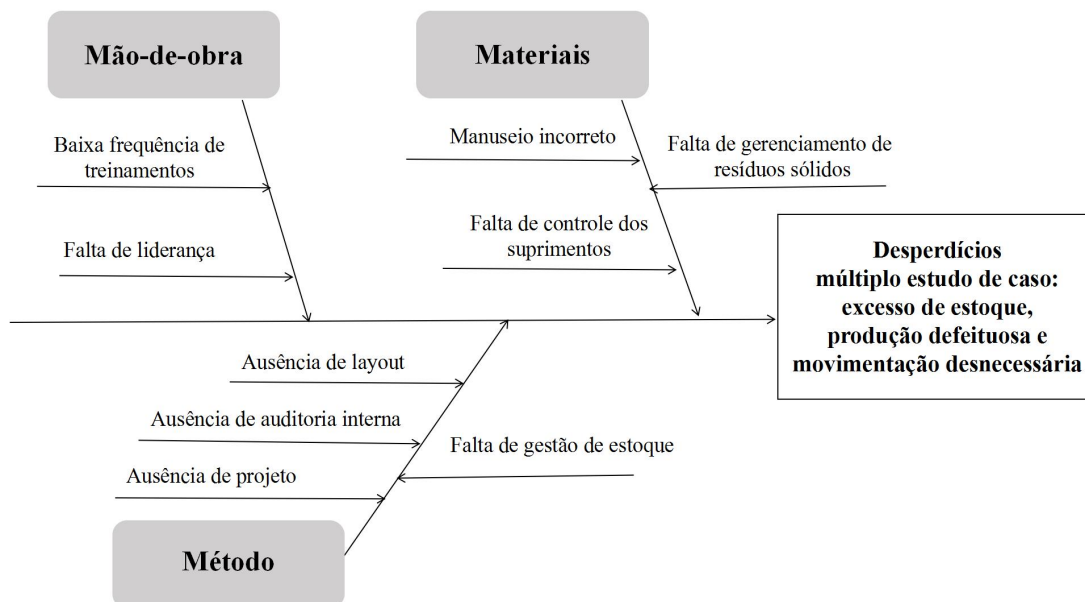 Mão-de-obra
Materiais
Baixa frequência de
treinamentos
Manuseio incorreto
Falta de gerenciamento de
resíduos sólidos
Falta de liderança
Falta de controle dos
suprimentos
Desperdícios
múltiplo estudo de caso:
excesso de estoque,
produção defeituosa e
movimentação desnecessária
Ausência de layout
Ausência de auditoria interna
Falta de gestão de estoque
Ausência de projeto
Método